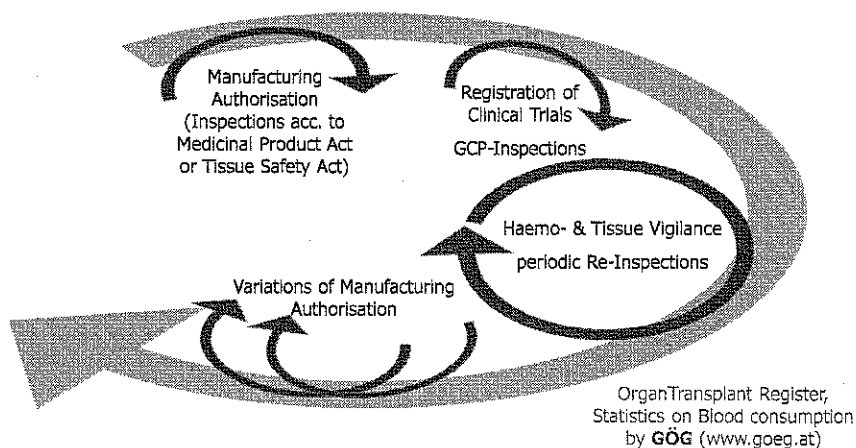 Manufacturing
Authorisation
(Inspections acc. to
Medicinal Product Act
or Tissue Safety Act)
Registration of
Clinical Trials
GCP-Inspections
Haemo- & Tissue Vigilance
periodic Re-Inspections
Variations of Manufacturing
Authorisation
OrganTransplant Register,
Statistics on Blood consumption
by GÖG (www.goeg.at)